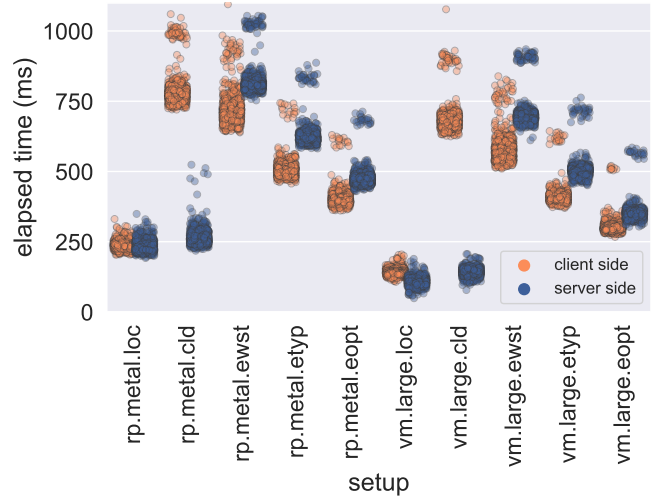 elapsed time (ms)
1000
750
500
250
0
client side
server side
rp.metal.loc
rp.metal.cld
rp.metal.ewst
rp.metal.etyp
rp.metal.eopt
vm.large.loc
vm.large.cld
vm.large.ewst
vm.large.etyp
vm.large.eopt
setup